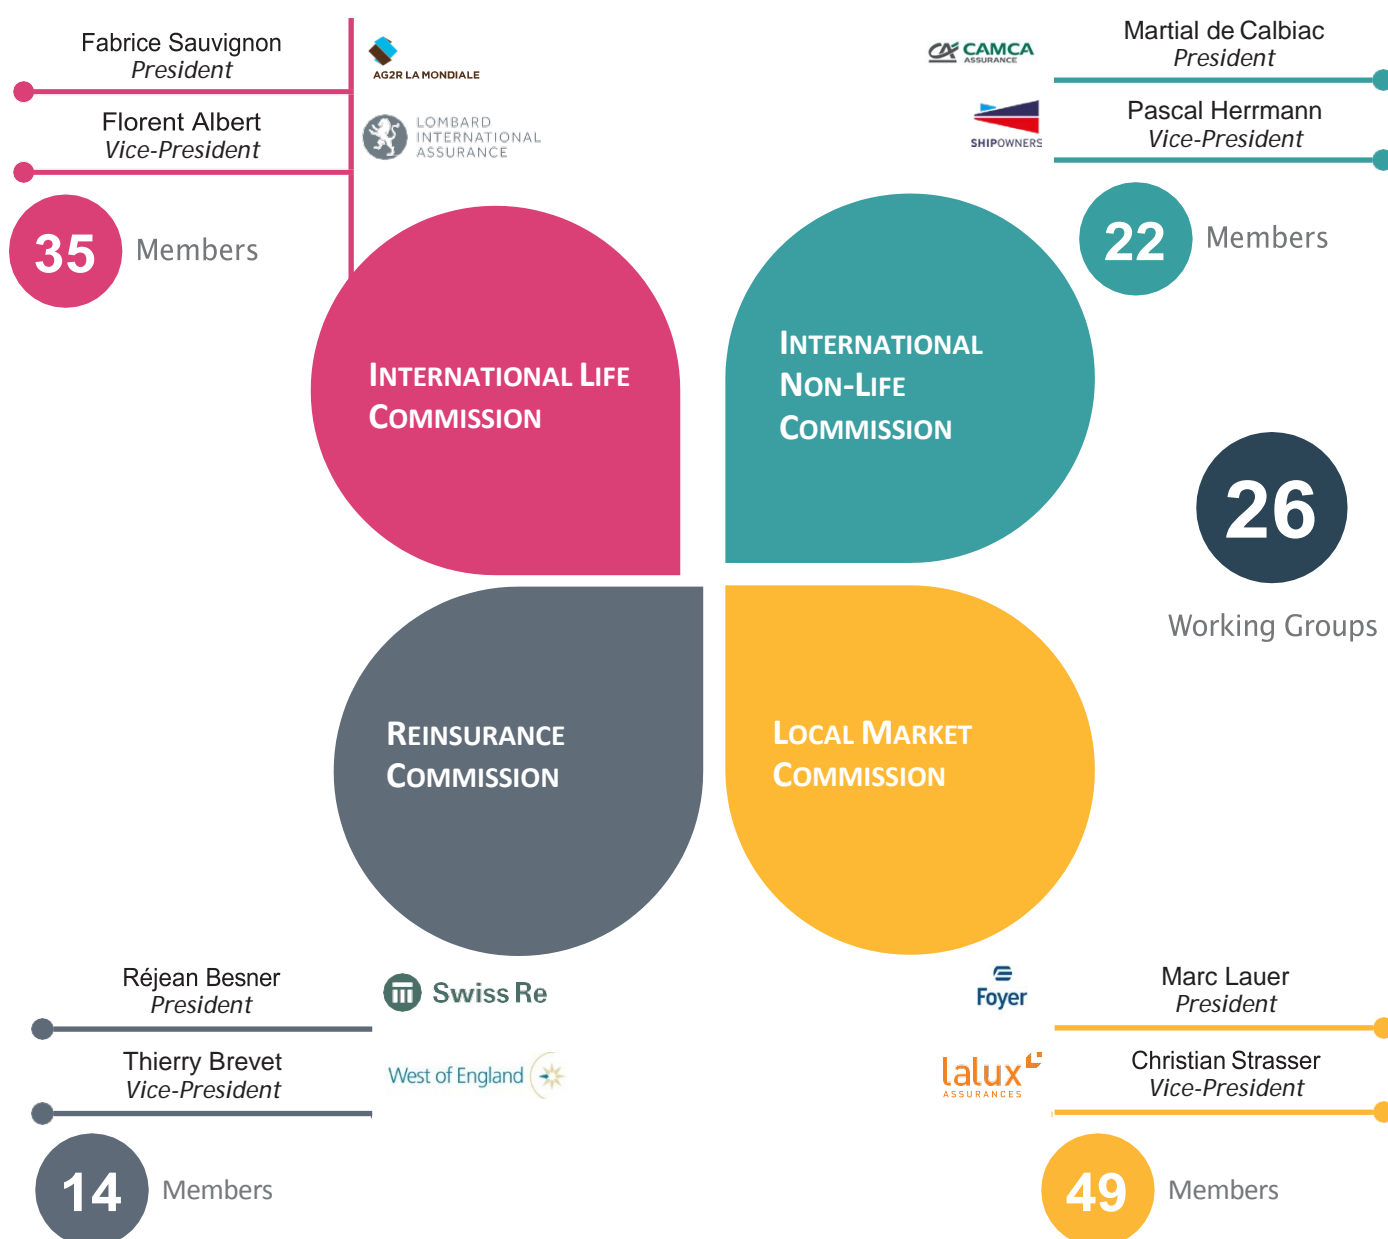 Fabrice Sauvignon
President
AG2R LA MONDIALE
Florent Albert
Vice-President
LOMBARD
INTERNATIONAL
ASSURANCE
35 Members
CAMCA
ASSURANCE
Martial de Calbiac
President
SHIPOWNERS
Pascal Herrmann
Vice-President
22 Members
INTERNATIONAL LIFE
COMMISSION
INTERNATIONAL
NON-LIFE
COMMISSION
26
Working Groups
REINSURANCE
COMMISSION
LOCAL MARKET
COMMISSION
Réjean Besner
President
Swiss Re
Thierry Brevet
Vice-President
West of England
14 Members
Foyer
Marc Lauer
President
lalux
ASSURANCES
Christian Strasser
Vice-President
49 Members